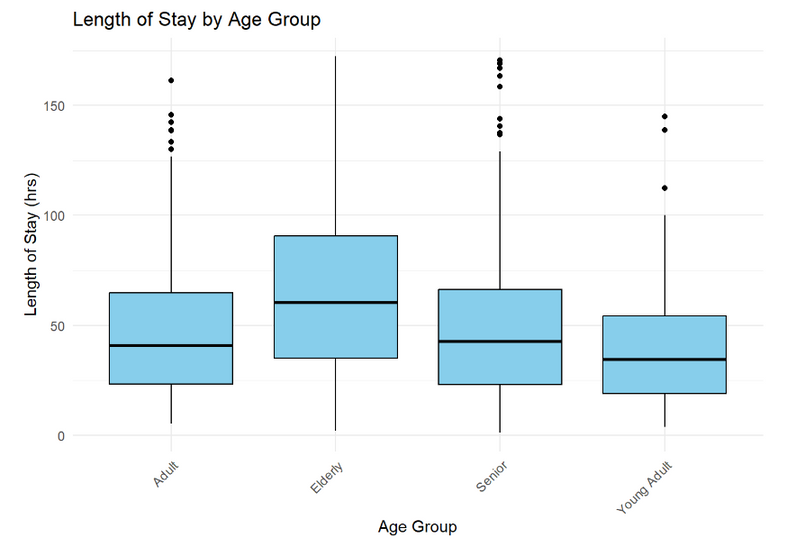 Length of Stay by Age Group
Length of Stay (hrs)
150
100
50
0
Adult
Elderly
Senior
Young Adult
Age Group